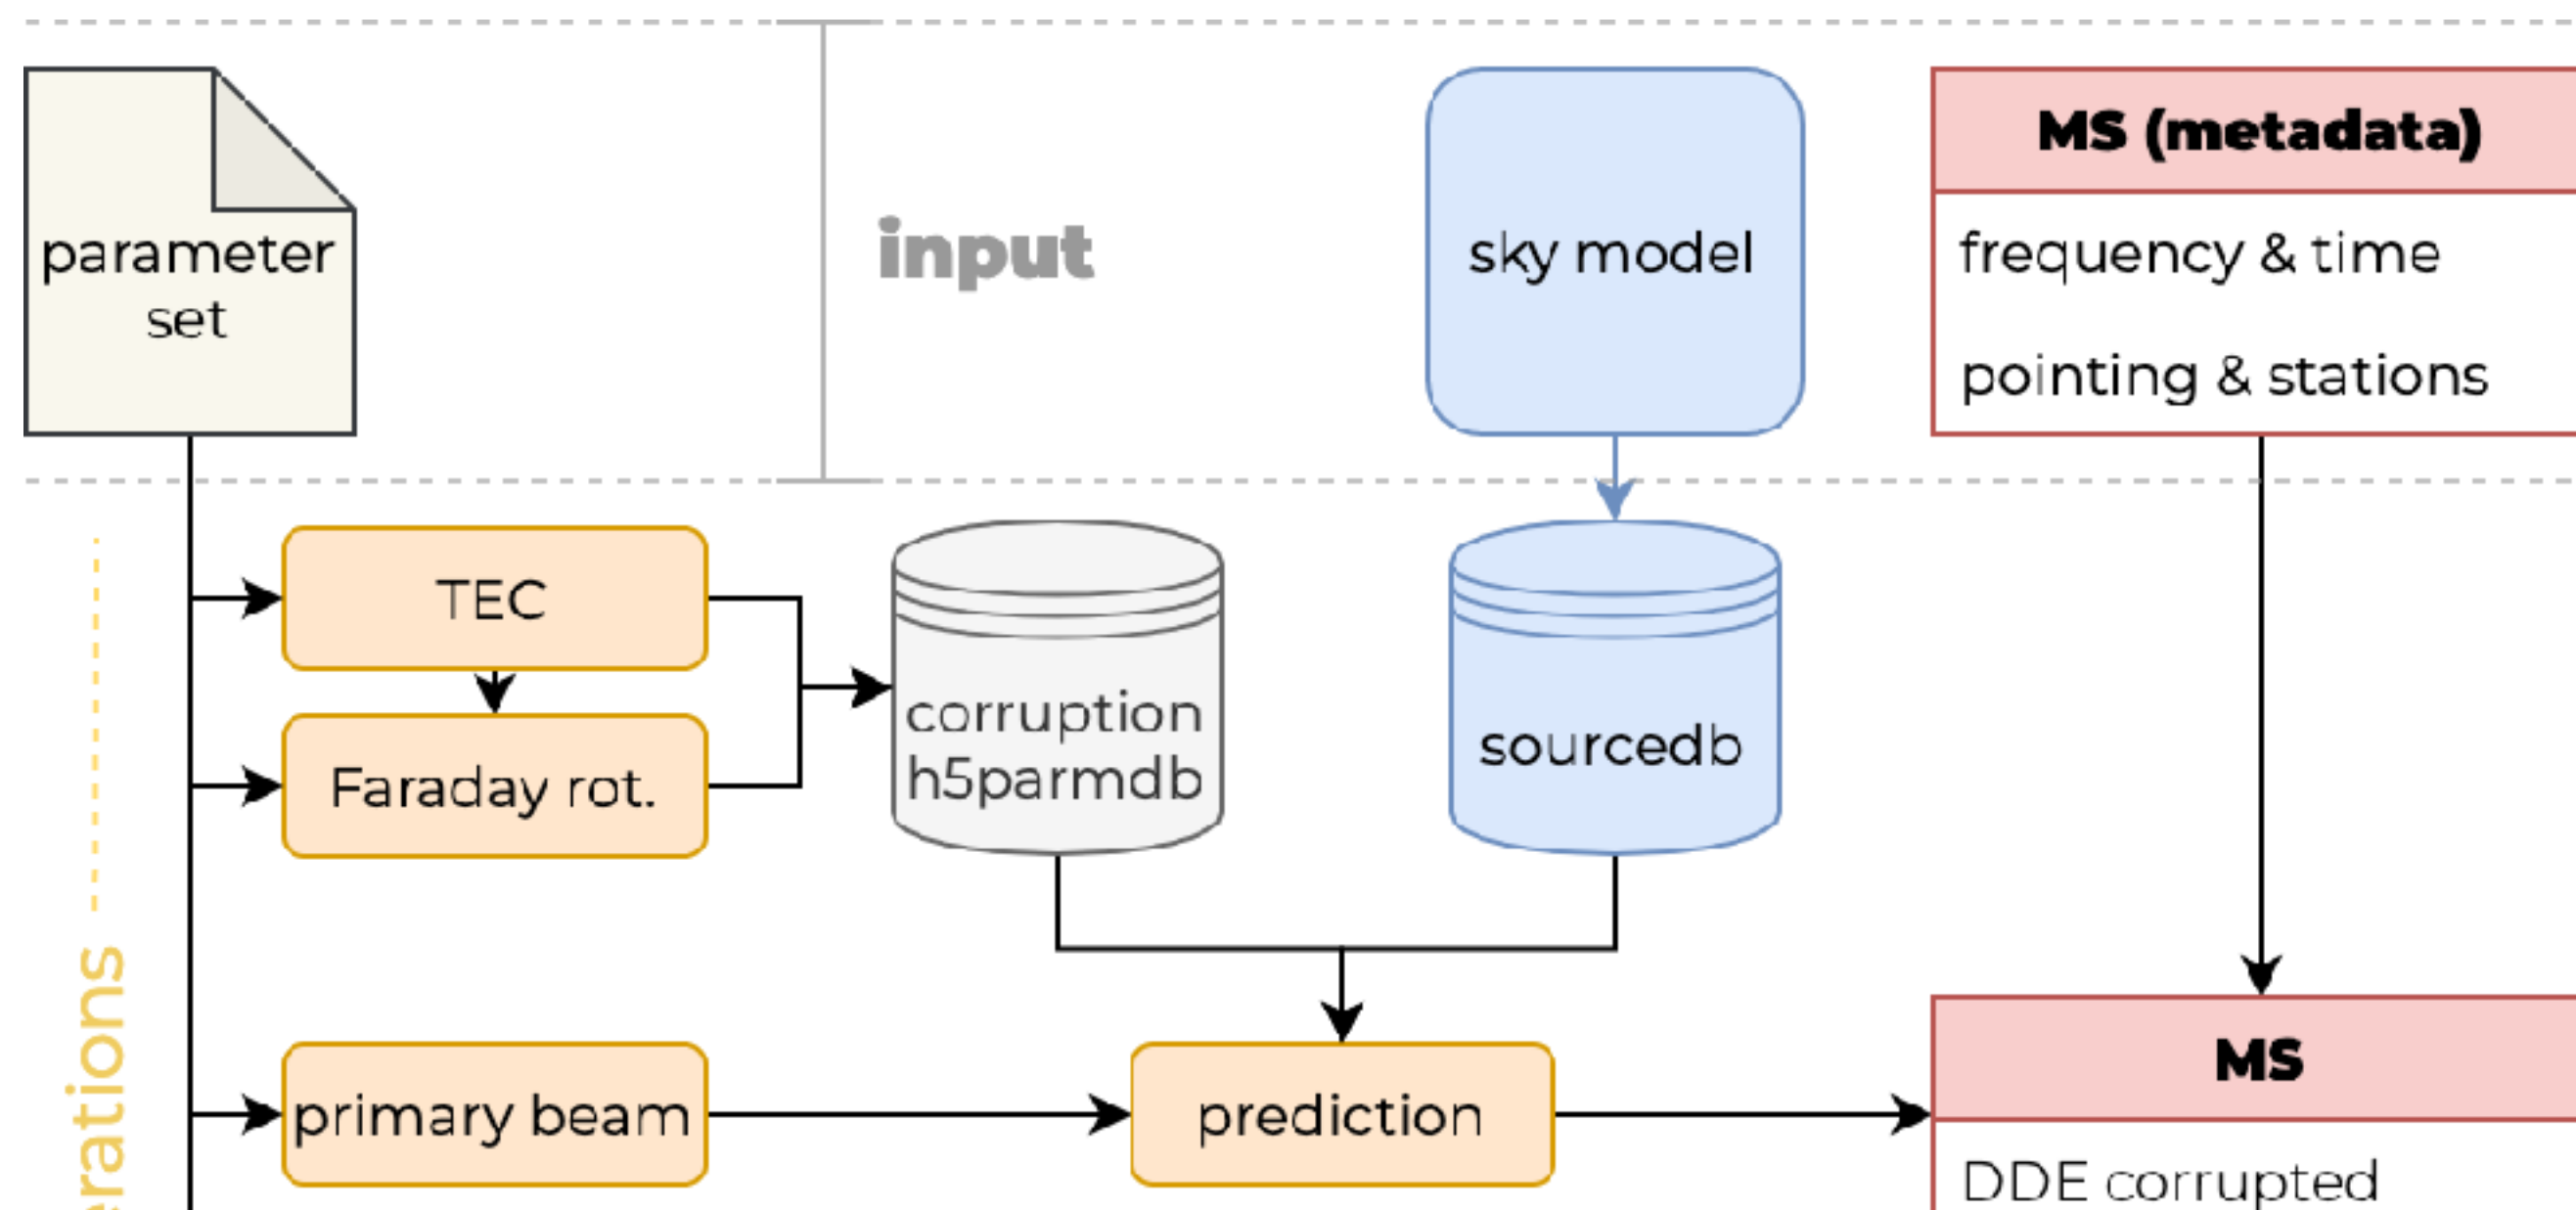 parameter
set
input
sky model
MS (metadata)
frequency & time
pointing & stations
TEC
Faraday rot.
corruption
h5parmdb
sourcedb
primary beam
prediction
MS
DDE corrupted